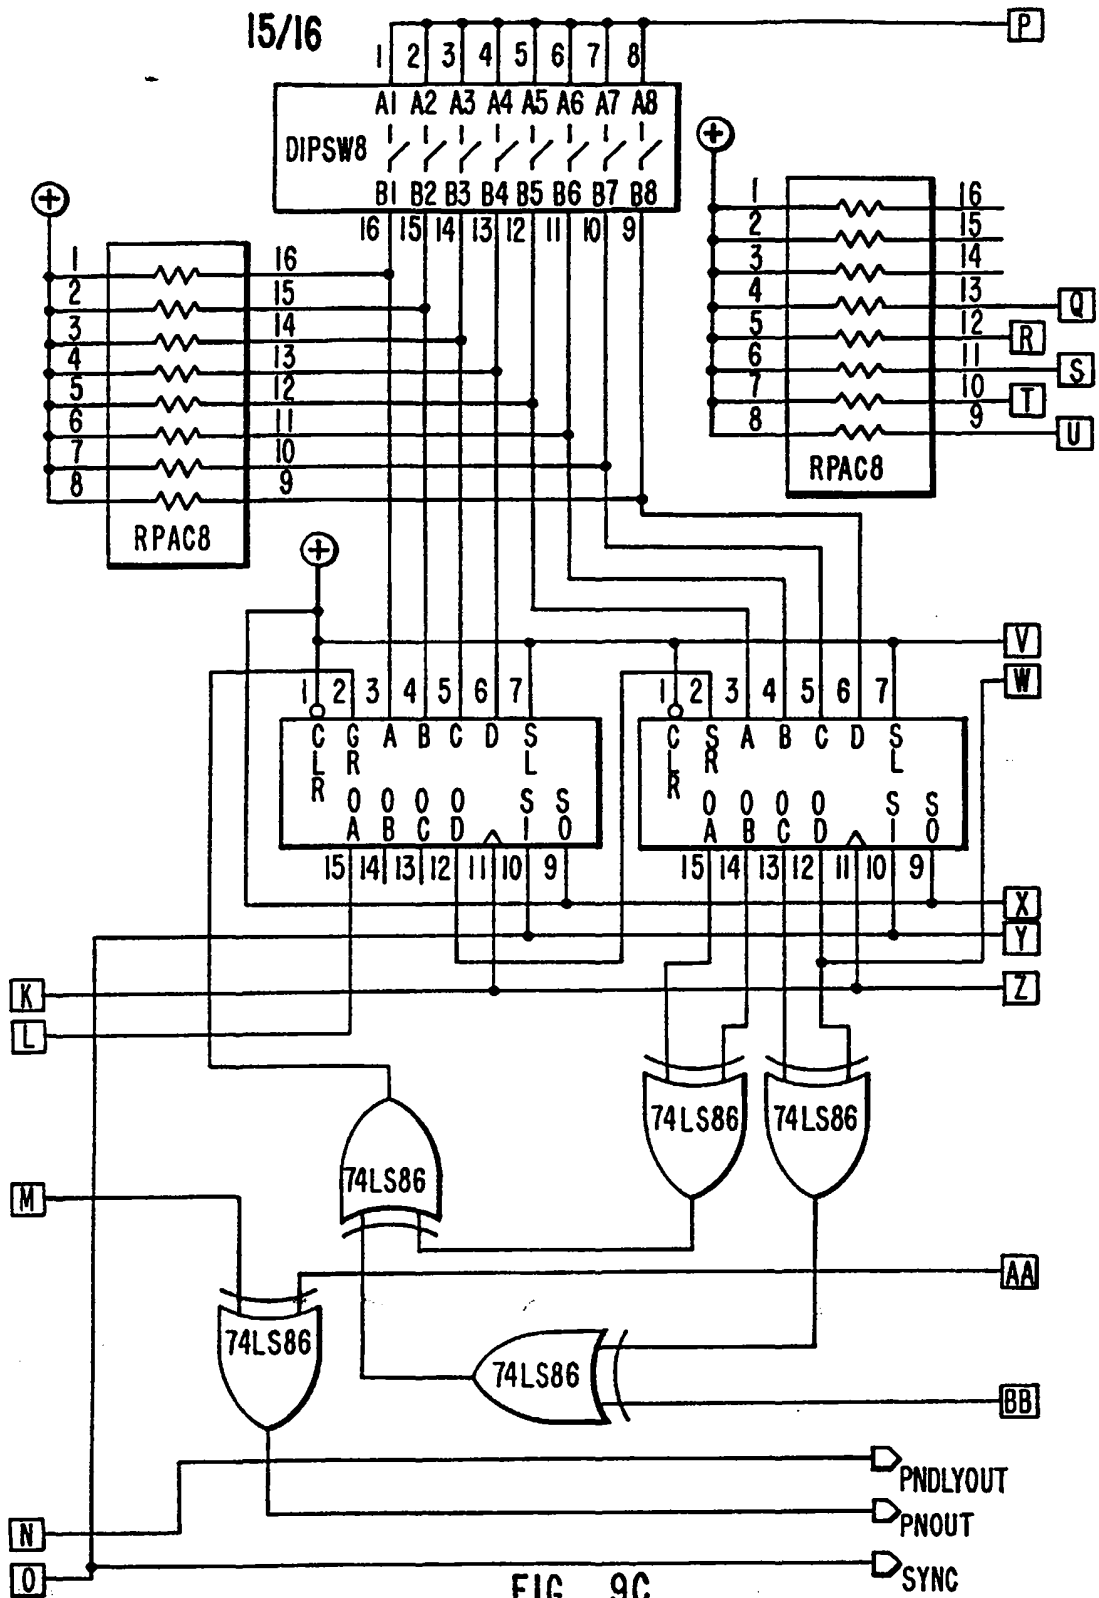 15/16
P
1 2 3 4 5 6 7 8
A1 A2 A3 A4 A5 A6 A7 A8
DIPSW8
B1 B2 B3 B4 B5 B6 B7 B8
16 15 14 13 12 11 10 9
+
+
1 16
2 15
3 14
4 13 Q
5 12 R
6 11 S
7 10 T
8 9 U
RPAC8
1 16
2 15
3 14
4 13
5 12
6 11
7 10
8 9
RPAC8
+
V
W
1 2 3 4 5 6 7
CLR GR A B C D SL
OA OB OC OD S1 S0
15 14 13 12 11 10 9
1 2 3 4 5 6 7
CLR SR A B C D SL
OA OB OC OD S1 S0
15 14 13 12 11 10 9
X
Y
K
Z
L
74LS86
74LS86
74LS86
M
AA
74LS86
74LS86
BB
PNDLYOUT
PNOUT
N
O
SYNC
FIG. 9C